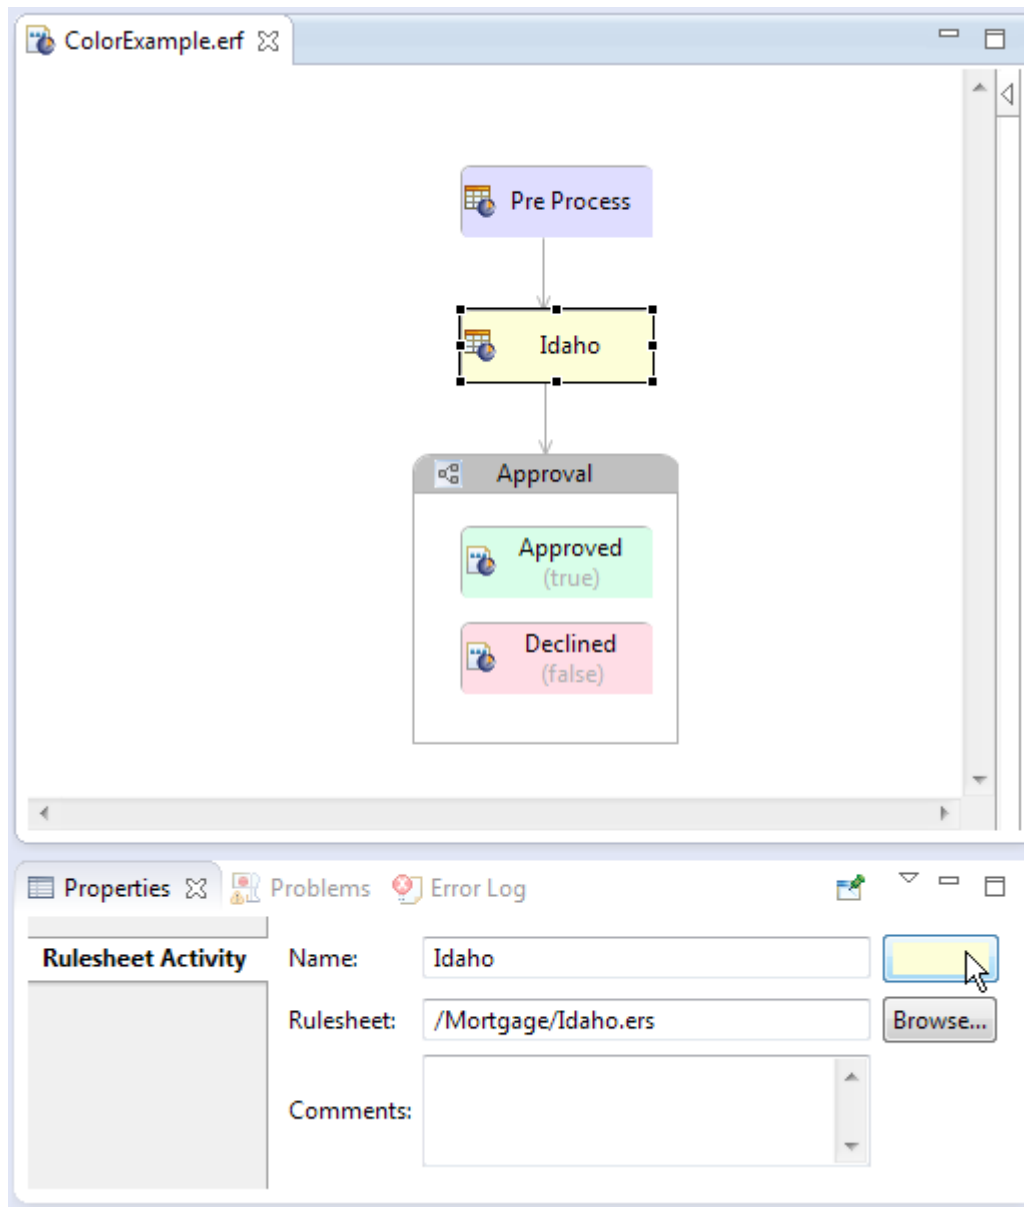 ColorExample.erf
Pre Process
Idaho
Approval
Approved
(true)
Declined
(false)
Properties Problems Error Log
Rulesheet Activity
Name: Idaho
Rulesheet: /Mortgage/Idaho.ers Browse...
Comments: